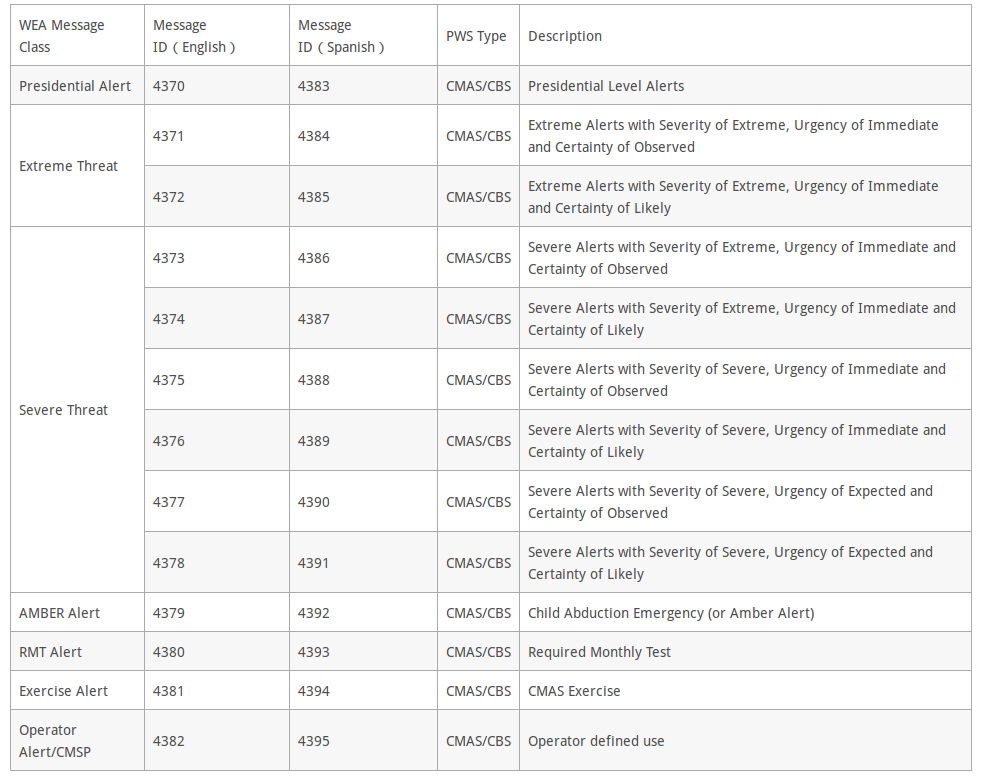 WEA Message
Class
Message
ID ( English )
Message
ID ( Spanish )
PWS Type
Description
Presidential Alert
4370
4383
CMAS/CBS
Presidential Level Alerts
Extreme Threat
4371
4384
CMAS/CBS
Extreme Alerts with Severity of Extreme, Urgency of Immediate
and Certainty of Observed
4372
4385
CMAS/CBS
Extreme Alerts with Severity of Extreme, Urgency of Immediate
and Certainty of Likely
Severe Threat
4373
4386
CMAS/CBS
Severe Alerts with Severity of Extreme, Urgency of Immediate and
Certainty of Observed
4374
4387
CMAS/CBS
Severe Alerts with Severity of Extreme, Urgency of Immediate and
Certainty of Likely
4375
4388
CMAS/CBS
Severe Alerts with Severity of Severe, Urgency of Immediate and
Certainty of Observed
4376
4389
CMAS/CBS
Severe Alerts with Severity of Severe, Urgency of Immediate and
Certainty of Likely
4377
4390
CMAS/CBS
Severe Alerts with Severity of Severe, Urgency of Expected and
Certainty of Observed
4378
4391
CMAS/CBS
Severe Alerts with Severity of Severe, Urgency of Expected and
Certainty of Likely
AMBER Alert
4379
4392
CMAS/CBS
Child Abduction Emergency (or Amber Alert)
RMT Alert
4380
4393
CMAS/CBS
Required Monthly Test
Exercise Alert
4381
4394
CMAS/CBS
CMAS Exercise
Operator
Alert/CMSP
4382
4395
CMAS/CBS
Operator defined use